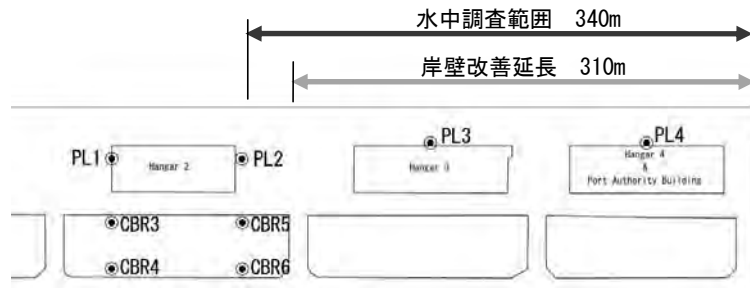 水中調査範囲 340m
岸壁改善延長 310m
PL1
Hangar 2
PL2
PL3
Hangar 3
PL4
Hangar 4
&
Port Authority Building
CBR3
CBR5
CBR4
CBR6